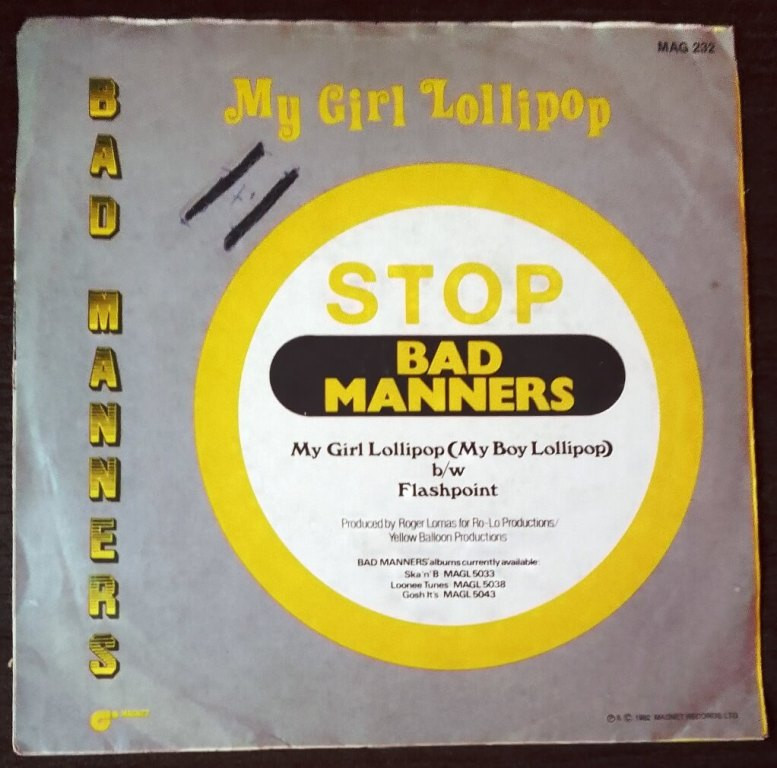 MAG 232
My Girl Lollipop
BAD MANNERS
STOP
BAD
MANNERS
My Girl Lollipop (My Boy Lollipop)
b/w
Flashpoint
Produced by Roger Lomas for Ro-Lo Productions/
Yellow Balloon Productions
BAD MANNERS' albums currently available:
Ska 'n' B MAGL 5033
Loonee Tunes MAGL 5038
Gosh It's MAGL 5043
MAGNET
℗ & © 1982 MAGNET RECORDS LTD.